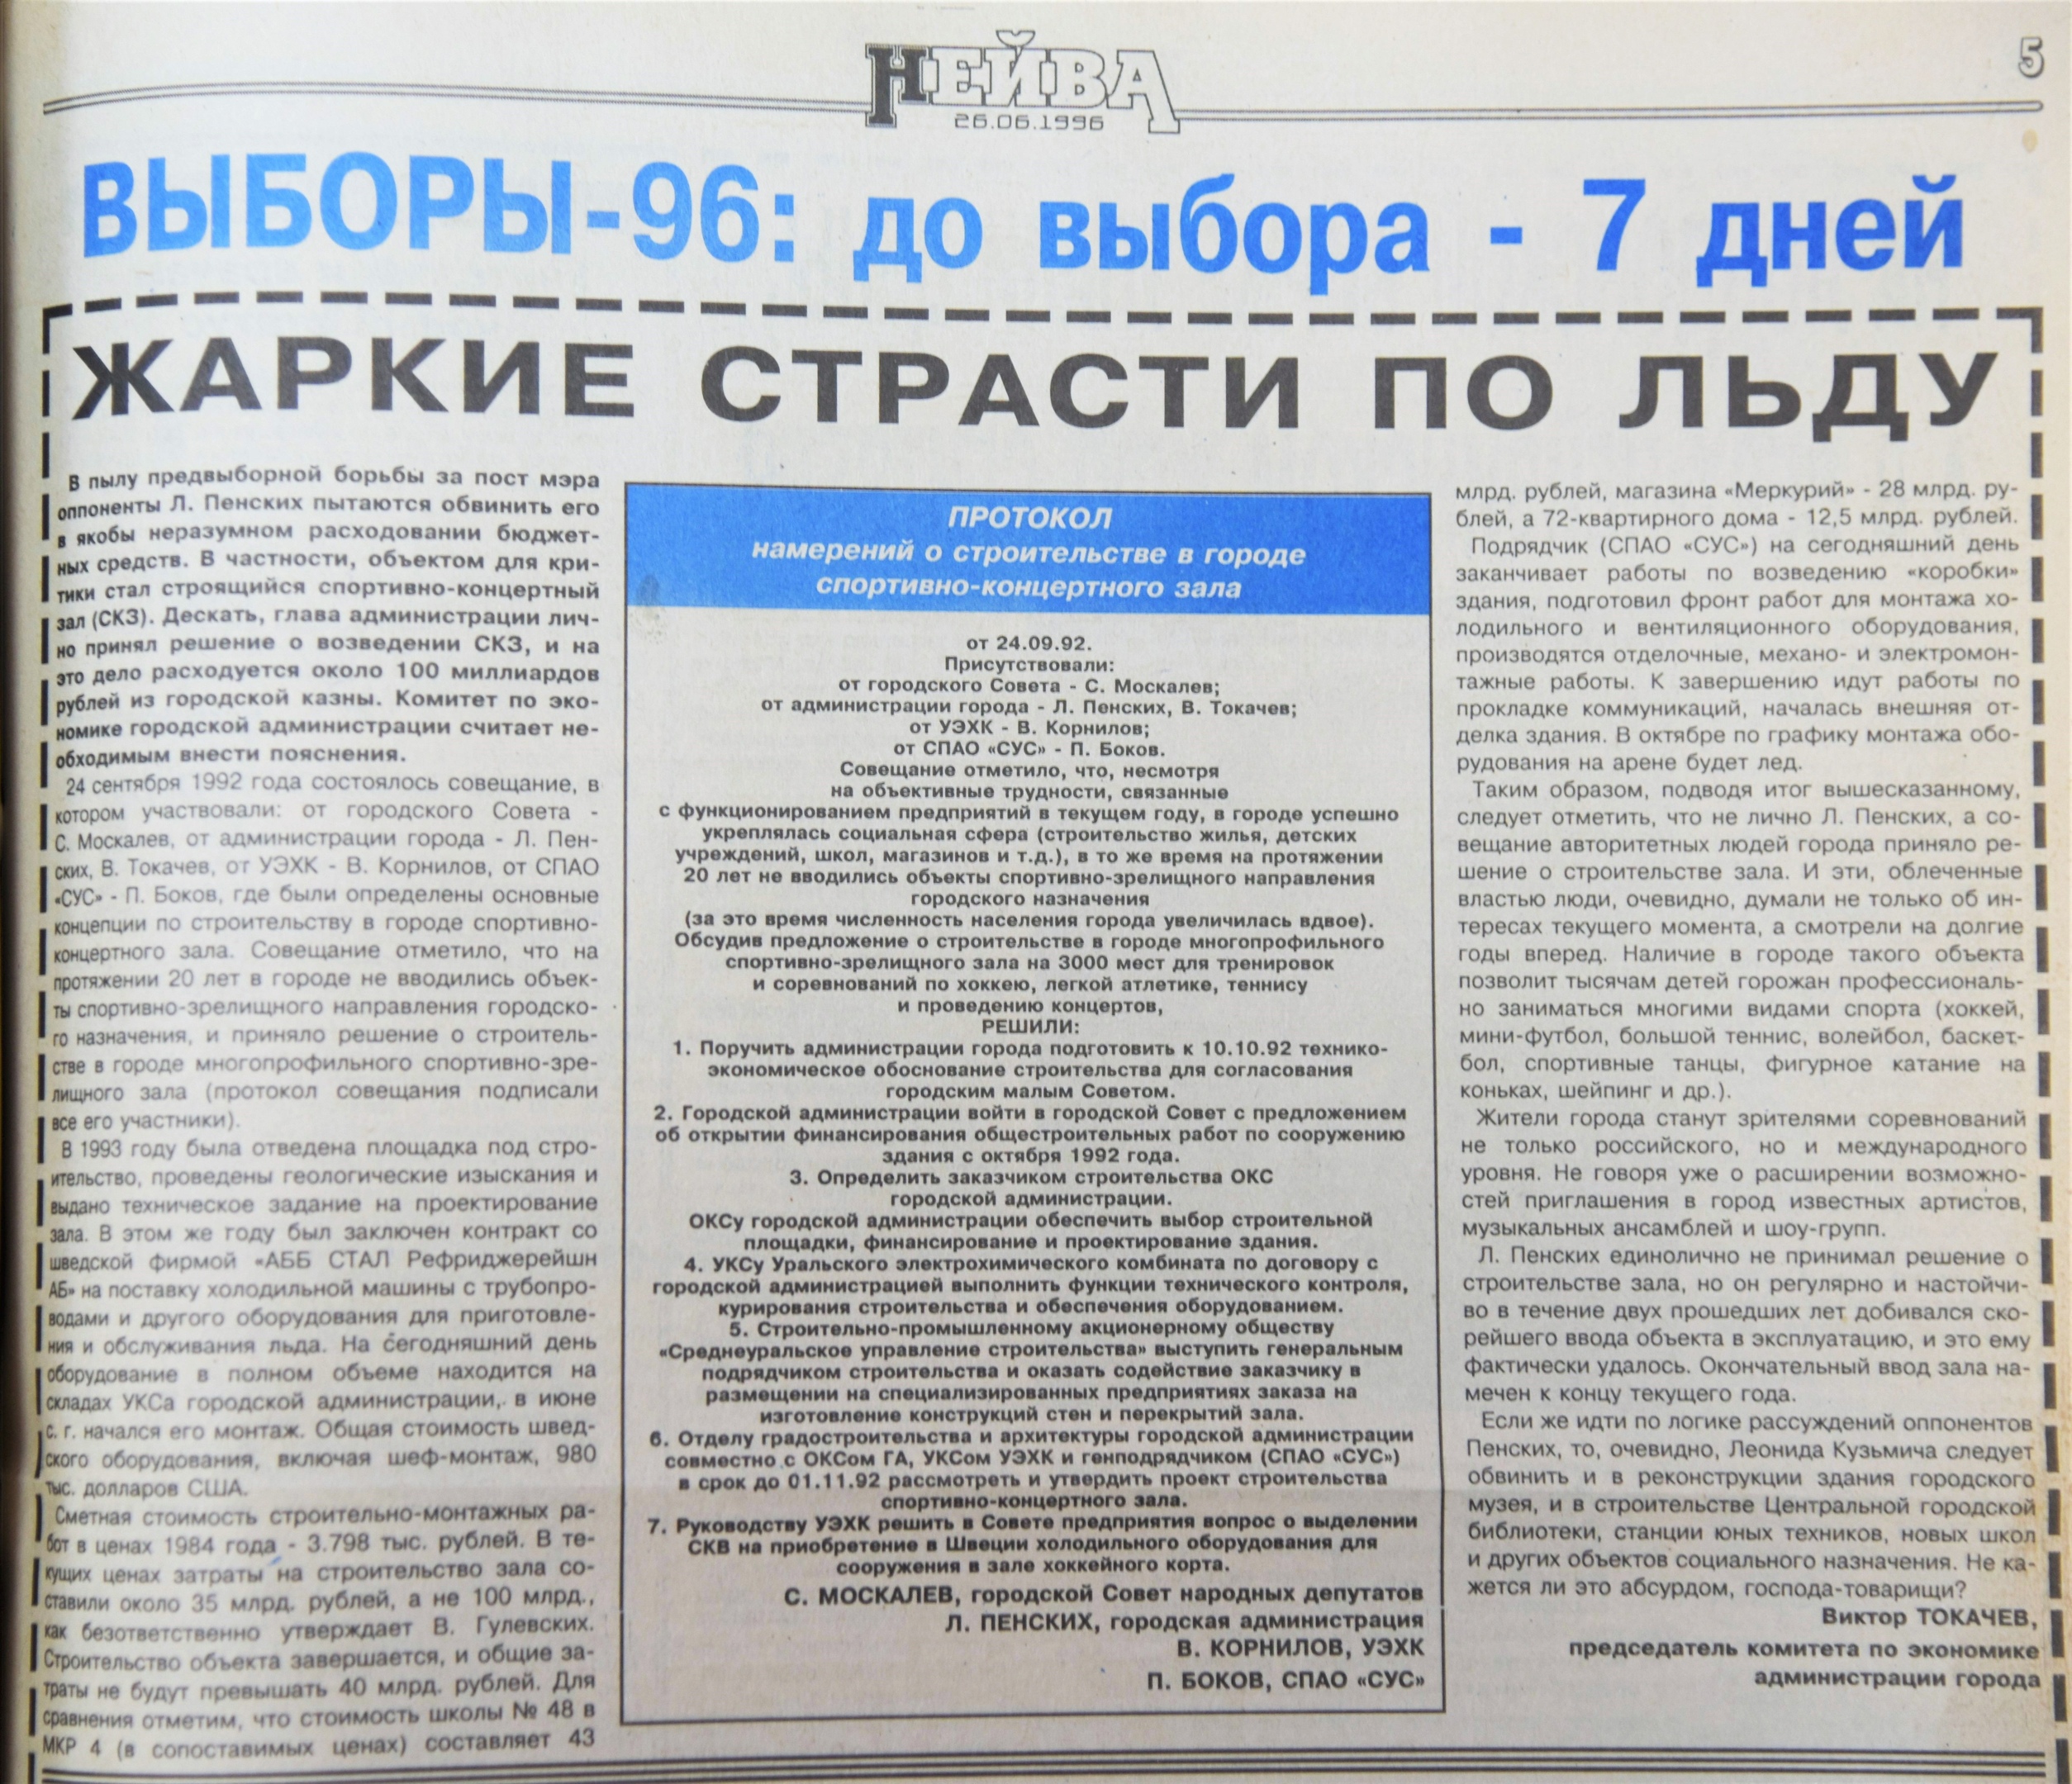 НЕЙВА
26.06.1996
5
ВЫБОРЫ-96: до выбора - 7 дней
ЖАРКИЕ СТРАСТИ ПО ЛЬДУ
В пылу предвыборной борьбы за пост мэра
оппоненты Л. Пенских пытаются обвинить его
в якобы неразумном расходовании бюджет-
ных средств. В частности, объектом для кри-
тики стал строящийся спортивно-концертный
зал (СКЗ). Дескать, глава администрации лич-
но принял решение о возведении СКЗ, и на
это дело расходуется около 100 миллиардов
рублей из городской казны. Комитет по эко-
номике городской администрации считает не-
обходимым внести пояснения.
24 сентября 1992 года состоялось совещание, в
котором участвовали: от городского Совета -
С. Москалев, от администрации города - Л. Пен-
ских, В. Токачев, от УЭХК - В. Корнилов, от СПАО
«СУС» - П. Боков, где были определены основные
концепции по строительству в городе спортивно-
концертного зала. Совещание отметило, что на
протяжении 20 лет в городе не вводились объек-
ты спортивно-зрелищного направления городско-
го назначения, и приняло решение о строитель-
стве в городе многопрофильного спортивно-зре-
лищного зала (протокол совещания подписали
все его участники).
В 1993 году была отведена площадка под стро-
ительство, проведены геологические изыскания и
выдано техническое задание на проектирование
зала. В этом же году был заключен контракт со
шведской фирмой «АББ СТАЛ Рефриджерейшн
АБ» на поставку холодильной машины с трубопро-
водами и другого оборудования для приготовле-
ния и обслуживания льда. На сегодняшний день
оборудование в полном объеме находится на
складах УКСа городской администрации, в июне
с. г. начался его монтаж. Общая стоимость швед-
ского оборудования, включая шеф-монтаж, 980
тыс. долларов США.
Сметная стоимость строительно-монтажных ра-
бот в ценах 1984 года - 3.798 тыс. рублей. В те-
кущих ценах затраты на строительство зала со-
ставили около 35 млрд. рублей, а не 100 млрд.,
как безответственно утверждает В. Гулевских.
Строительство объекта завершается, и общие за-
траты не будут превышать 40 млрд. рублей. Для
сравнения отметим, что стоимость школы № 48 в
МКР 4 (в сопоставимых ценах) составляет 43
ПРОТОКОЛ
намерений о строительстве в городе
спортивно-концертного зала
от 24.09.92.
Присутствовали:
от городского Совета - С. Москалев;
от администрации города - Л. Пенских, В. Токачев;
от УЭХК - В. Корнилов;
от СПАО «СУС» - П. Боков.
Совещание отметило, что, несмотря
на объективные трудности, связанные
с функционированием предприятий в текущем году, в городе успешно
укреплялась социальная сфера (строительство жилья, детских
учреждений, школ, магазинов и т.д.), в то же время на протяжении
20 лет не вводились объекты спортивно-зрелищного направления
городского назначения
(за это время численность населения города увеличилась вдвое).
Обсудив предложение о строительстве в городе многопрофильного
спортивно-зрелищного зала на 3000 мест для тренировок
и соревнований по хоккею, легкой атлетике, теннису
и проведению концертов,
РЕШИЛИ:
1. Поручить администрации города подготовить к 10.10.92 технико-
экономическое обоснование строительства для согласования
городским малым Советом.
2. Городской администрации войти в городской Совет с предложением
об открытии финансирования общестроительных работ по сооружению
здания с октября 1992 года.
3. Определить заказчиком строительства ОКС
городской администрации.
ОКСу городской администрации обеспечить выбор строительной
площадки, финансирование и проектирование здания.
4. УКСу Уральского электрохимического комбината по договору с
городской администрацией выполнить функции технического контроля,
курирования строительства и обеспечения оборудованием.
5. Строительно-промышленному акционерному обществу
«Среднеуральское управление строительства» выступить генеральным
подрядчиком строительства и оказать содействие заказчику в
размещении на специализированных предприятиях заказа на
изготовление конструкций стен и перекрытий зала.
6. Отделу градостроительства и архитектуры городской администрации
совместно с ОКСом ГА, УКСом УЭХК и генподрядчиком (СПАО «СУС»)
в срок до 01.11.92 рассмотреть и утвердить проект строительства
спортивно-концертного зала.
7. Руководству УЭХК решить в Совете предприятия вопрос о выделении
СКВ на приобретение в Швеции холодильного оборудования для
сооружения в зале хоккейного корта.
С. МОСКАЛЕВ, городской Совет народных депутатов
Л. ПЕНСКИХ, городская администрация
В. КОРНИЛОВ, УЭХК
П. БОКОВ, СПАО «СУС»
млрд. рублей, магазина «Меркурий» - 28 млрд. ру-
блей, а 72-квартирного дома - 12,5 млрд. рублей.
Подрядчик (СПАО «СУС») на сегодняшний день
заканчивает работы по возведению «коробки»
здания, подготовил фронт работ для монтажа хо-
лодильного и вентиляционного оборудования,
производятся отделочные, механо- и электромон-
тажные работы. К завершению идут работы по
прокладке коммуникаций, началась внешняя от-
делка здания. В октябре по графику монтажа обо-
рудования на арене будет лед.
Таким образом, подводя итог вышесказанному,
следует отметить, что не лично Л. Пенских, а со-
вещание авторитетных людей города приняло ре-
шение о строительстве зала. И эти, облеченные
властью люди, очевидно, думали не только об ин-
тересах текущего момента, а смотрели на долгие
годы вперед. Наличие в городе такого объекта
позволит тысячам детей горожан профессиональ-
но заниматься многими видами спорта (хоккей,
мини-футбол, большой теннис, волейбол, баскет-
бол, спортивные танцы, фигурное катание на
коньках, шейпинг и др.).
Жители города станут зрителями соревнований
не только российского, но и международного
уровня. Не говоря уже о расширении возможно-
стей приглашения в город известных артистов,
музыкальных ансамблей и шоу-групп.
Л. Пенских единолично не принимал решение о
строительстве зала, но он регулярно и настойчи-
во в течение двух прошедших лет добивался ско-
рейшего ввода объекта в эксплуатацию, и это ему
фактически удалось. Окончательный ввод зала на-
мечен к концу текущего года.
Если же идти по логике рассуждений оппонентов
Пенских, то, очевидно, Леонида Кузьмича следует
обвинить и в реконструкции здания городского
музея, и в строительстве Центральной городской
библиотеки, станции юных техников, новых школ
и других объектов социального назначения. Не ка-
жется ли это абсурдом, господа-товарищи?
Виктор ТОКАЧЕВ,
председатель комитета по экономике
администрации города